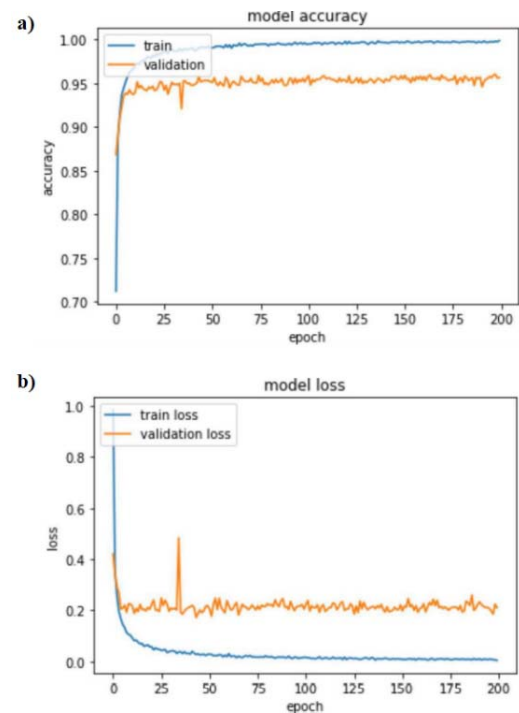 a)
model accuracy
1.00
0.95
0.90
0.85
0.80
0.75
0.70
accuracy
train
validation
0 25 50 75 100 125 150 175 200
epoch
b)
model loss
1.0
0.8
0.6
0.4
0.2
0.0
loss
train loss
validation loss
0 25 50 75 100 125 150 175 200
epoch